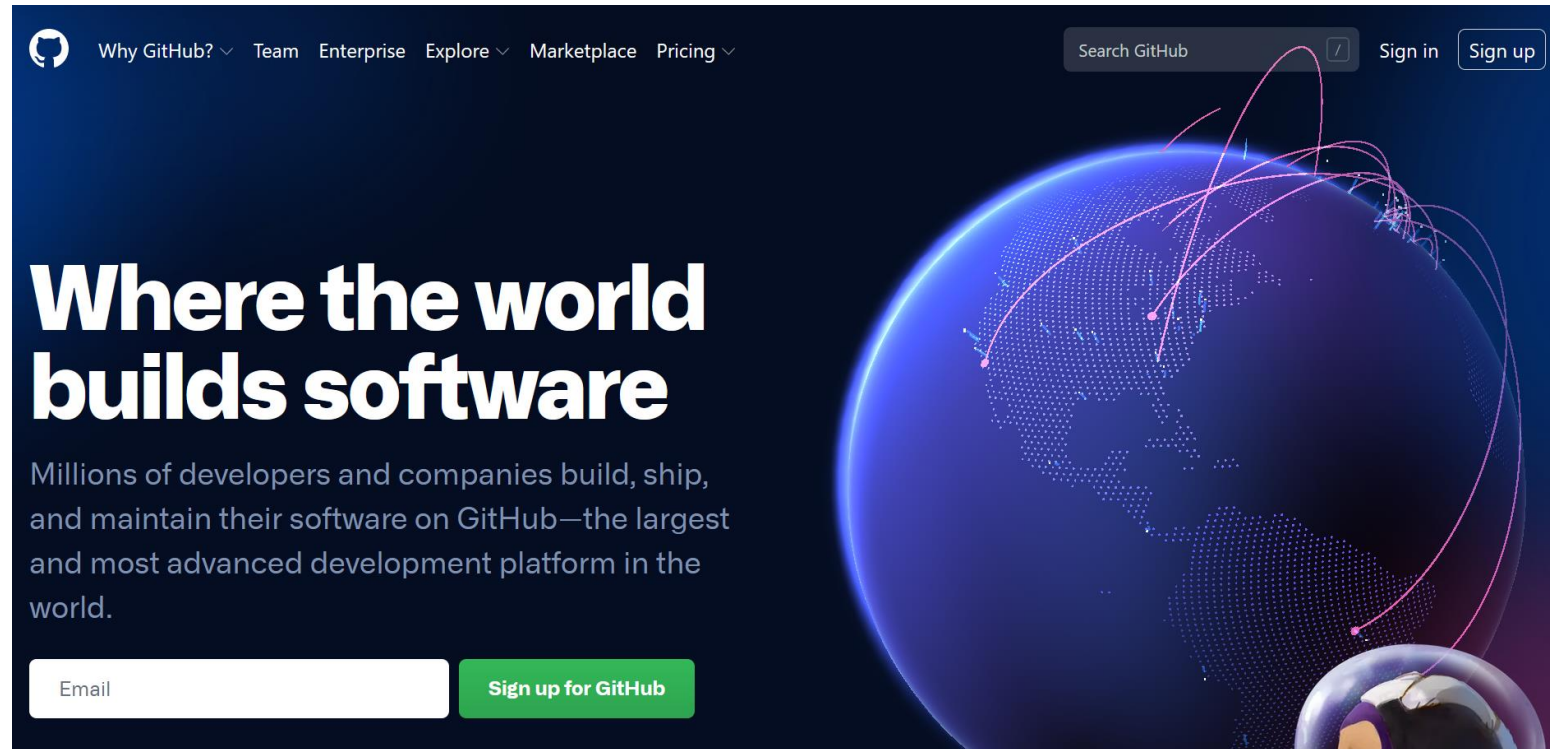 Why GitHub? Team Enterprise Explore Marketplace Pricing Search GitHub / Sign in Sign up
Where the world
builds software
Millions of developers and companies build, ship,
and maintain their software on GitHub—the largest
and most advanced development platform in the
world.
Email Sign up for GitHub